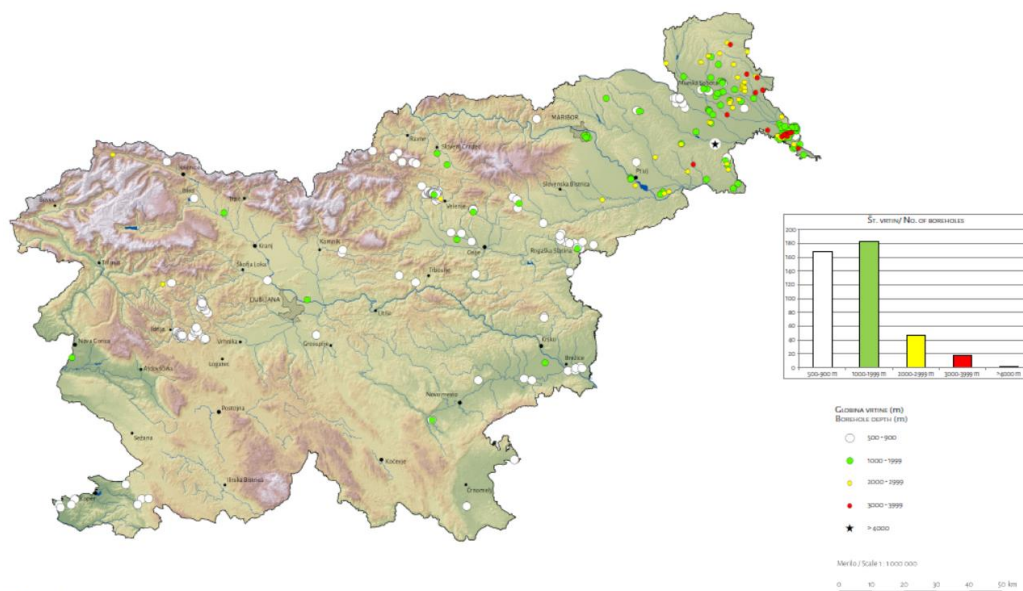 MARIBOR
Ravne
Slovenj Gradec
Murska Sobota
Ptuj
Velenje
Slovenska Bistrica
Rogaška Slatina
Celje
Kamnik
Kranj
Škofja Loka
Tolmin
Trbovlje
LJUBLJANA
Litija
Idrija
Vrhnika
Grosuplje
Krško
Brežice
Nova Gorica
Ajdovščina
Logatec
Novo mesto
Postojna
Sežana
Kočevje
Ilirska Bistrica
Črnomelj
Koper
Št. vrtin/ No. of boreholes
200
180
160
140
120
100
80
60
40
20
0
500-900 m
1000-1999 m
2000-2999 m
3000-3999 m
>4000 m
Globina vrtine (m)
Borehole depth (m)
500 - 900
1000 - 1999
2000 - 2999
3000 - 3999
> 4000
Merilo / Scale 1 : 1 000 000
0 10 20 30 40 50 km